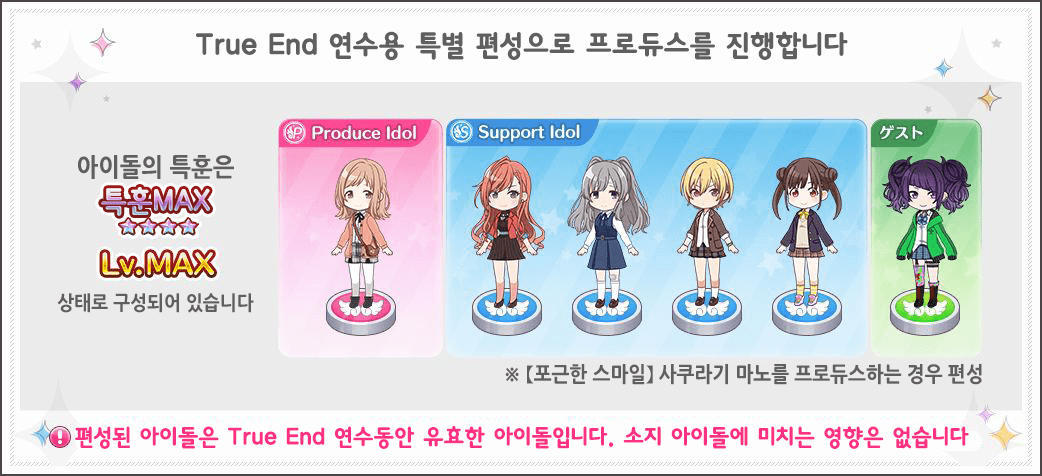 True End 연수용 특별 편성으로 프로듀스를 진행합니다
아이돌의 특훈은
특훈MAX
Lv.MAX
상태로 구성되어 있습니다
P Produce Idol
S Support Idol
ゲスト
※【포근한 스마일】사쿠라기 마노를 프로듀스하는 경우 편성
편성된 아이돌은 True End 연수동안 유효한 아이돌입니다. 소지 아이돌에 미치는 영향은 없습니다